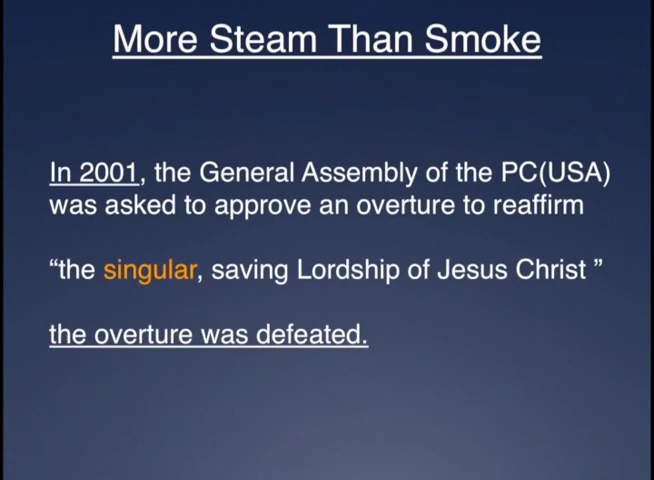 More Steam Than Smoke
In 2001, the General Assembly of the PC(USA)
was asked to approve an overture to reaffirm
“the singular, saving Lordship of Jesus Christ ”
the overture was defeated.